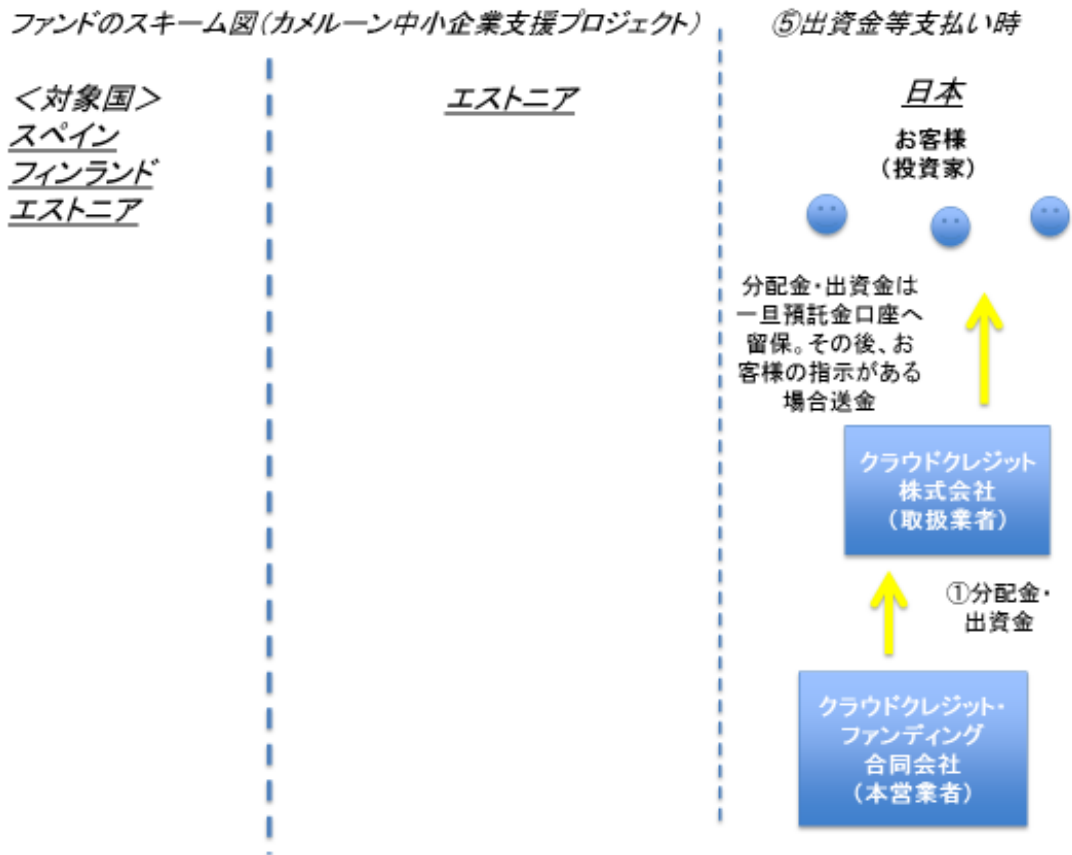 ファンドのスキーム図(カメルーン中小企業支援プロジェクト)
⑤出資金等支払い時
<対象国>
スペイン
フィンランド
エストニア
エストニア
日本
お客様
(投資家)
分配金・出資金は
一旦預託金口座へ
留保。その後、お
客様の指示がある
場合送金
クラウドクレジット
株式会社
(取扱業者)
①分配金・
出資金
クラウドクレジット・
ファンディング
合同会社
(本営業者)